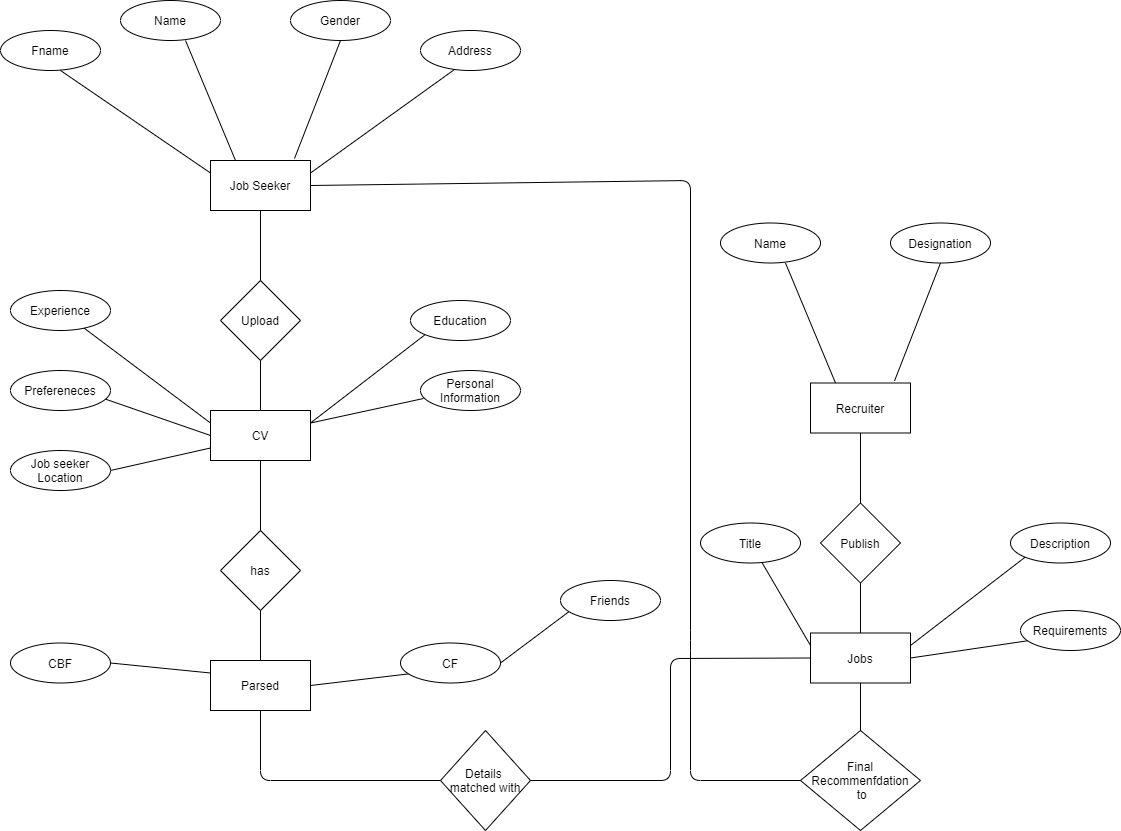 Name
Gender
Fname
Address
Job Seeker
Name
Designation
Experience
Upload
Education
Prefereneces
Personal
Information
Recruiter
CV
Job seeker
Location
Title
Publish
Description
has
Friends
Requirements
CBF
CF
Jobs
Parsed
Details
matched with
Final
Recommenfdation
to